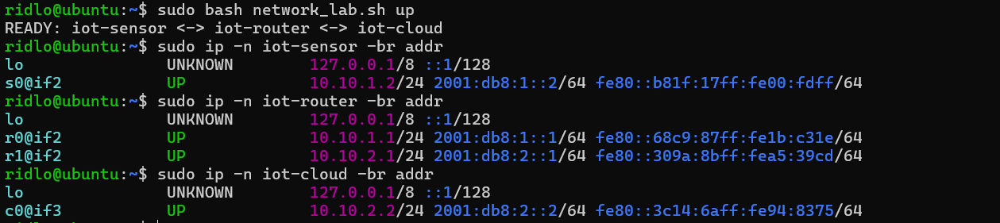 ridlo@ubuntu:~$ sudo bash network_lab.sh up
READY: iot-sensor <-> iot-router <-> iot-cloud
ridlo@ubuntu:~$ sudo ip -n iot-sensor -br addr
lo UNKNOWN 127.0.0.1/8 ::1/128
s0@if2 UP 10.10.1.2/24 2001:db8:1::2/64 fe80::b81f:17ff:fe00:fdff/64
ridlo@ubuntu:~$ sudo ip -n iot-router -br addr
lo UNKNOWN 127.0.0.1/8 ::1/128
r0@if2 UP 10.10.1.1/24 2001:db8:1::1/64 fe80::68c9:87ff:fe1b:c31e/64
r1@if2 UP 10.10.2.1/24 2001:db8:2::1/64 fe80::309a:8bff:fea5:39cd/64
ridlo@ubuntu:~$ sudo ip -n iot-cloud -br addr
lo UNKNOWN 127.0.0.1/8 ::1/128
c0@if3 UP 10.10.2.2/24 2001:db8:2::2/64 fe80::3c14:6aff:fe94:8375/64